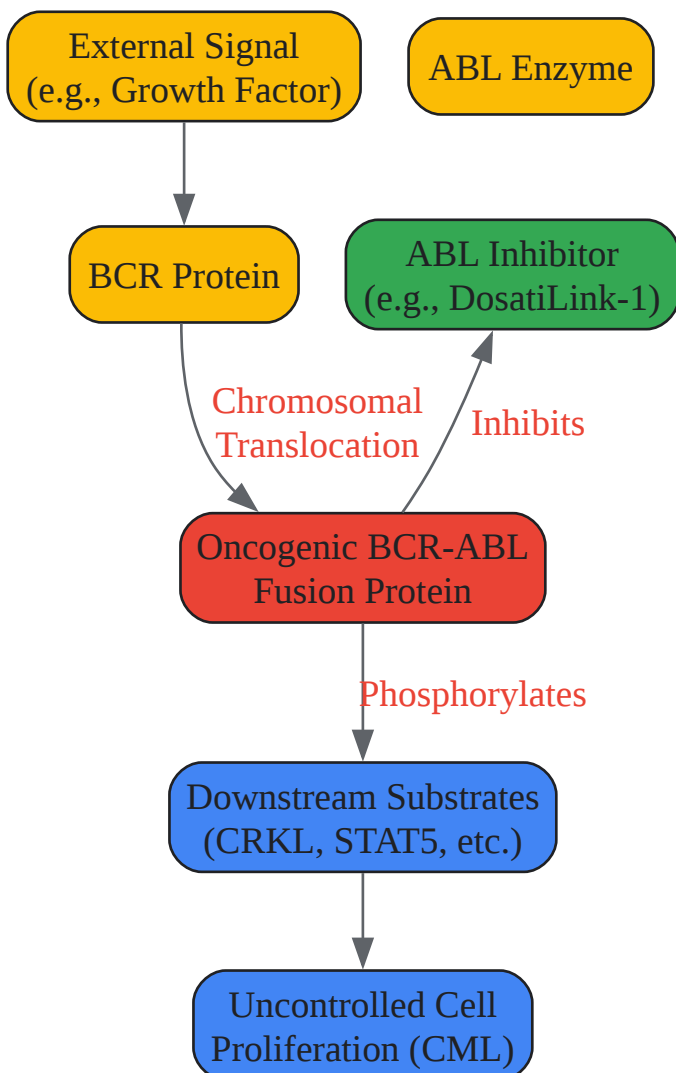 External Signal
(e.g., Growth Factor)
ABL Enzyme
BCR Protein
ABL Inhibitor
(e.g., DosatiLink-1)
Chromosomal
Translocation
Inhibits
Oncogenic BCR-ABL
Fusion Protein
Phosphorylates
Downstream Substrates
(CRKL, STAT5, etc.)
Uncontrolled Cell
Proliferation (CML)